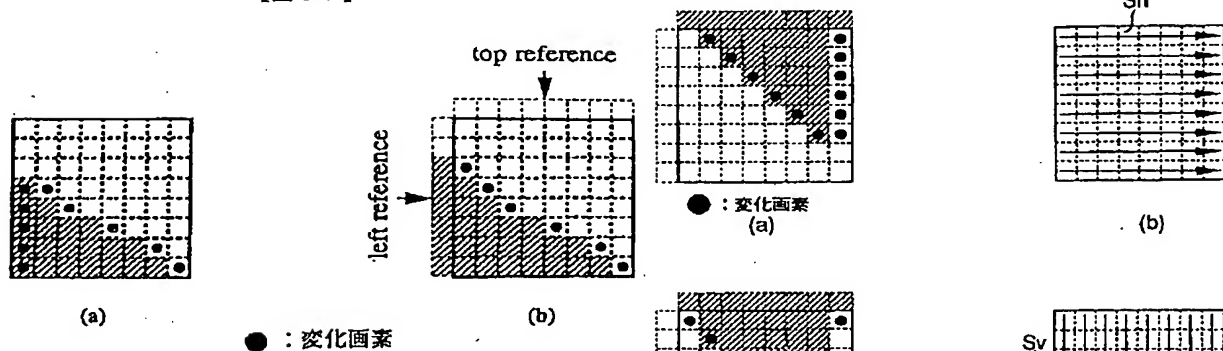 Sh
top reference
left reference
● : 変化画素
(a)
(b)
(a)
(b)
● : 変化画素
Sv